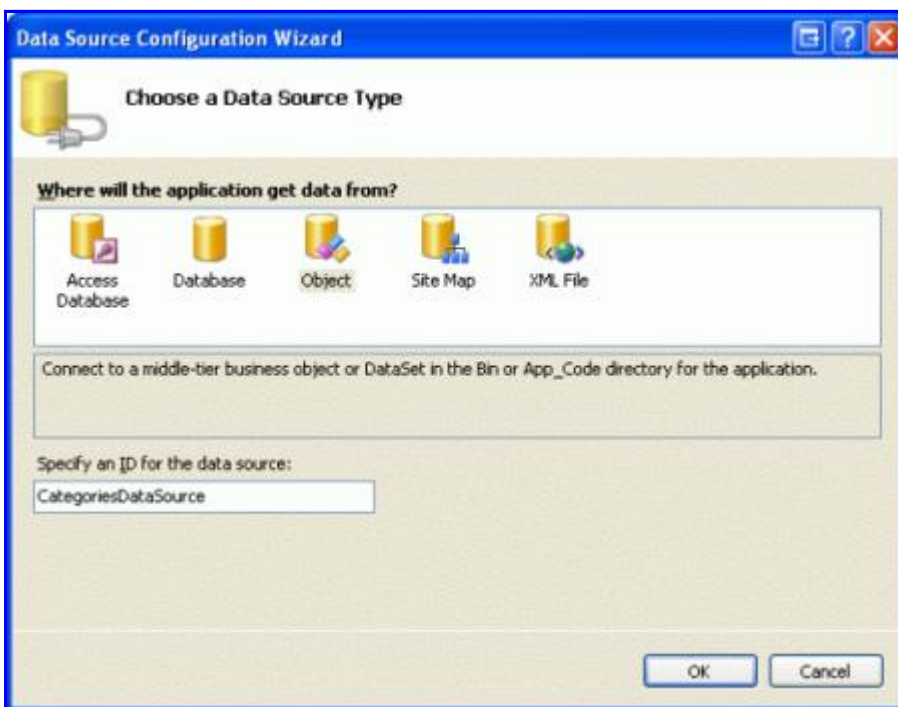 Data Source Configuration Wizard
Choose a Data Source Type
Where will the application get data from?
Access Database
Database
Object
Site Map
XML File
Connect to a middle-tier business object or DataSet in the Bin or App_Code directory for the application.
Specify an ID for the data source:
CategoriesDataSource
OK
Cancel